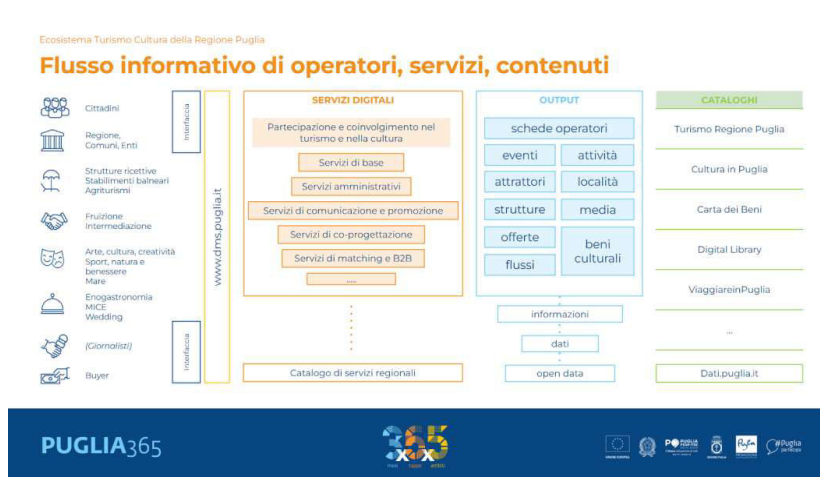 Ecosistema Turismo Cultura della Regione Puglia
Flusso informativo di operatori, servizi, contenuti
Cittadini
Regione,
Comuni, Enti
Strutture ricettive
Stabilimenti balneari
Agriturismi
Fruizione
Intermediazione
Arte, cultura, creatività
Sport, natura e
benessere
Mare
Enogastronomia
MICE
Wedding
(Giornalisti)
Buyer
Interfaccia
Interfaccia
www.dms.puglia.it
SERVIZI DIGITALI
Partecipazione e coinvolgimento nel
turismo e nella cultura
Servizi di base
Servizi amministrativi
Servizi di comunicazione e promozione
Servizi di co-progettazione
Servizi di matching e B2B
.....
Catalogo di servizi regionali
OUTPUT
schede operatori
eventi
attività
attrattori
località
strutture
media
offerte
beni
culturali
flussi
informazioni
dati
open data
CATALOGHI
Turismo Regione Puglia
Cultura in Puglia
Carta dei Beni
Digital Library
ViaggiareinPuglia
...
Dati.puglia.it
PUGLIA365
365
x x
#Puglia